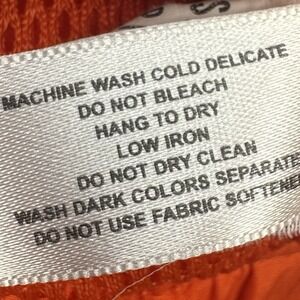 MACHINE WASH COLD DELICATE
DO NOT BLEACH
HANG TO DRY
LOW IRON
DO NOT DRY CLEAN
WASH DARK COLORS SEPARATE
DO NOT USE FABRIC SOFTENE